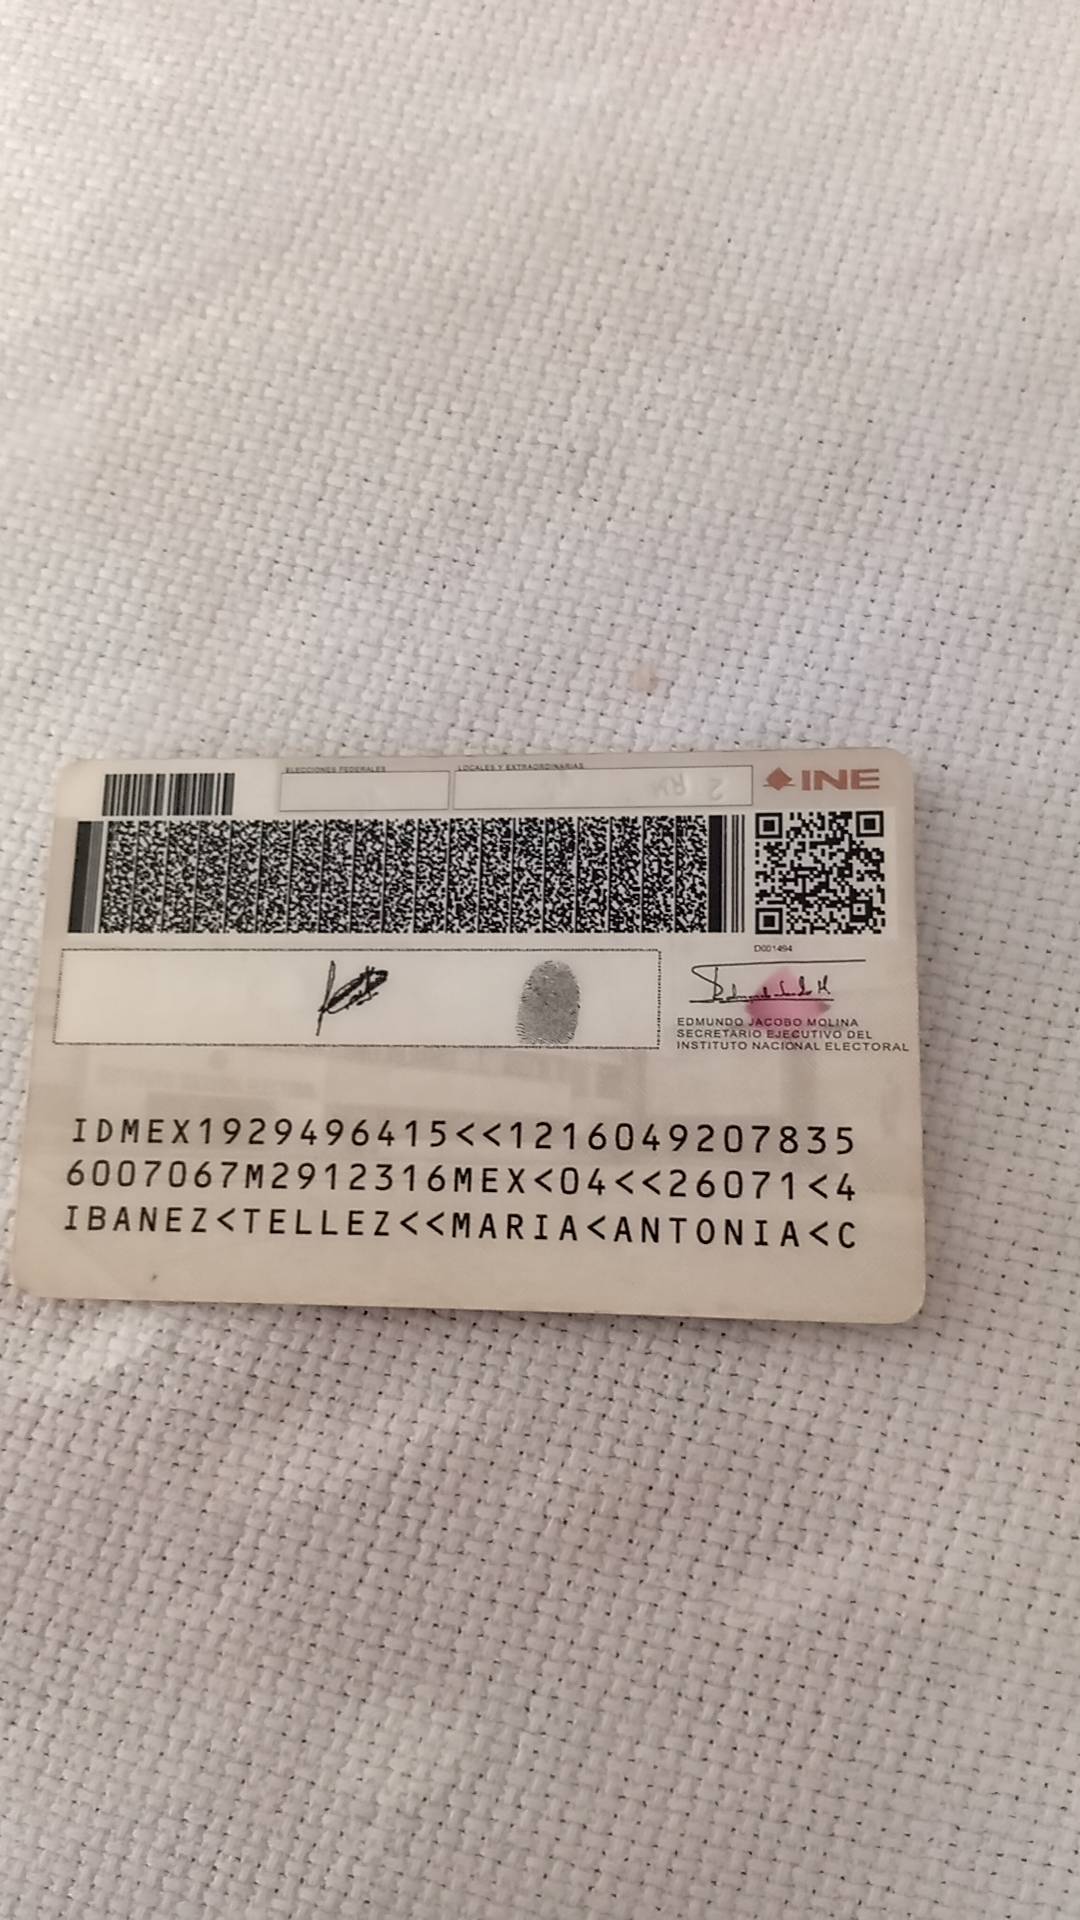 ELECCIONES FEDERALES
LOCALES Y EXTRAORDINARIAS
INE
D001494
EDMUNDO JACOBO MOLINA
SECRETARIO EJECUTIVO DEL
INSTITUTO NACIONAL ELECTORAL
IDMEX1929496415<<1216049207835
6007067M2912316MEX<04<<26071<4
IBANEZ<TELLEZ<<MARIA<ANTONIA<C